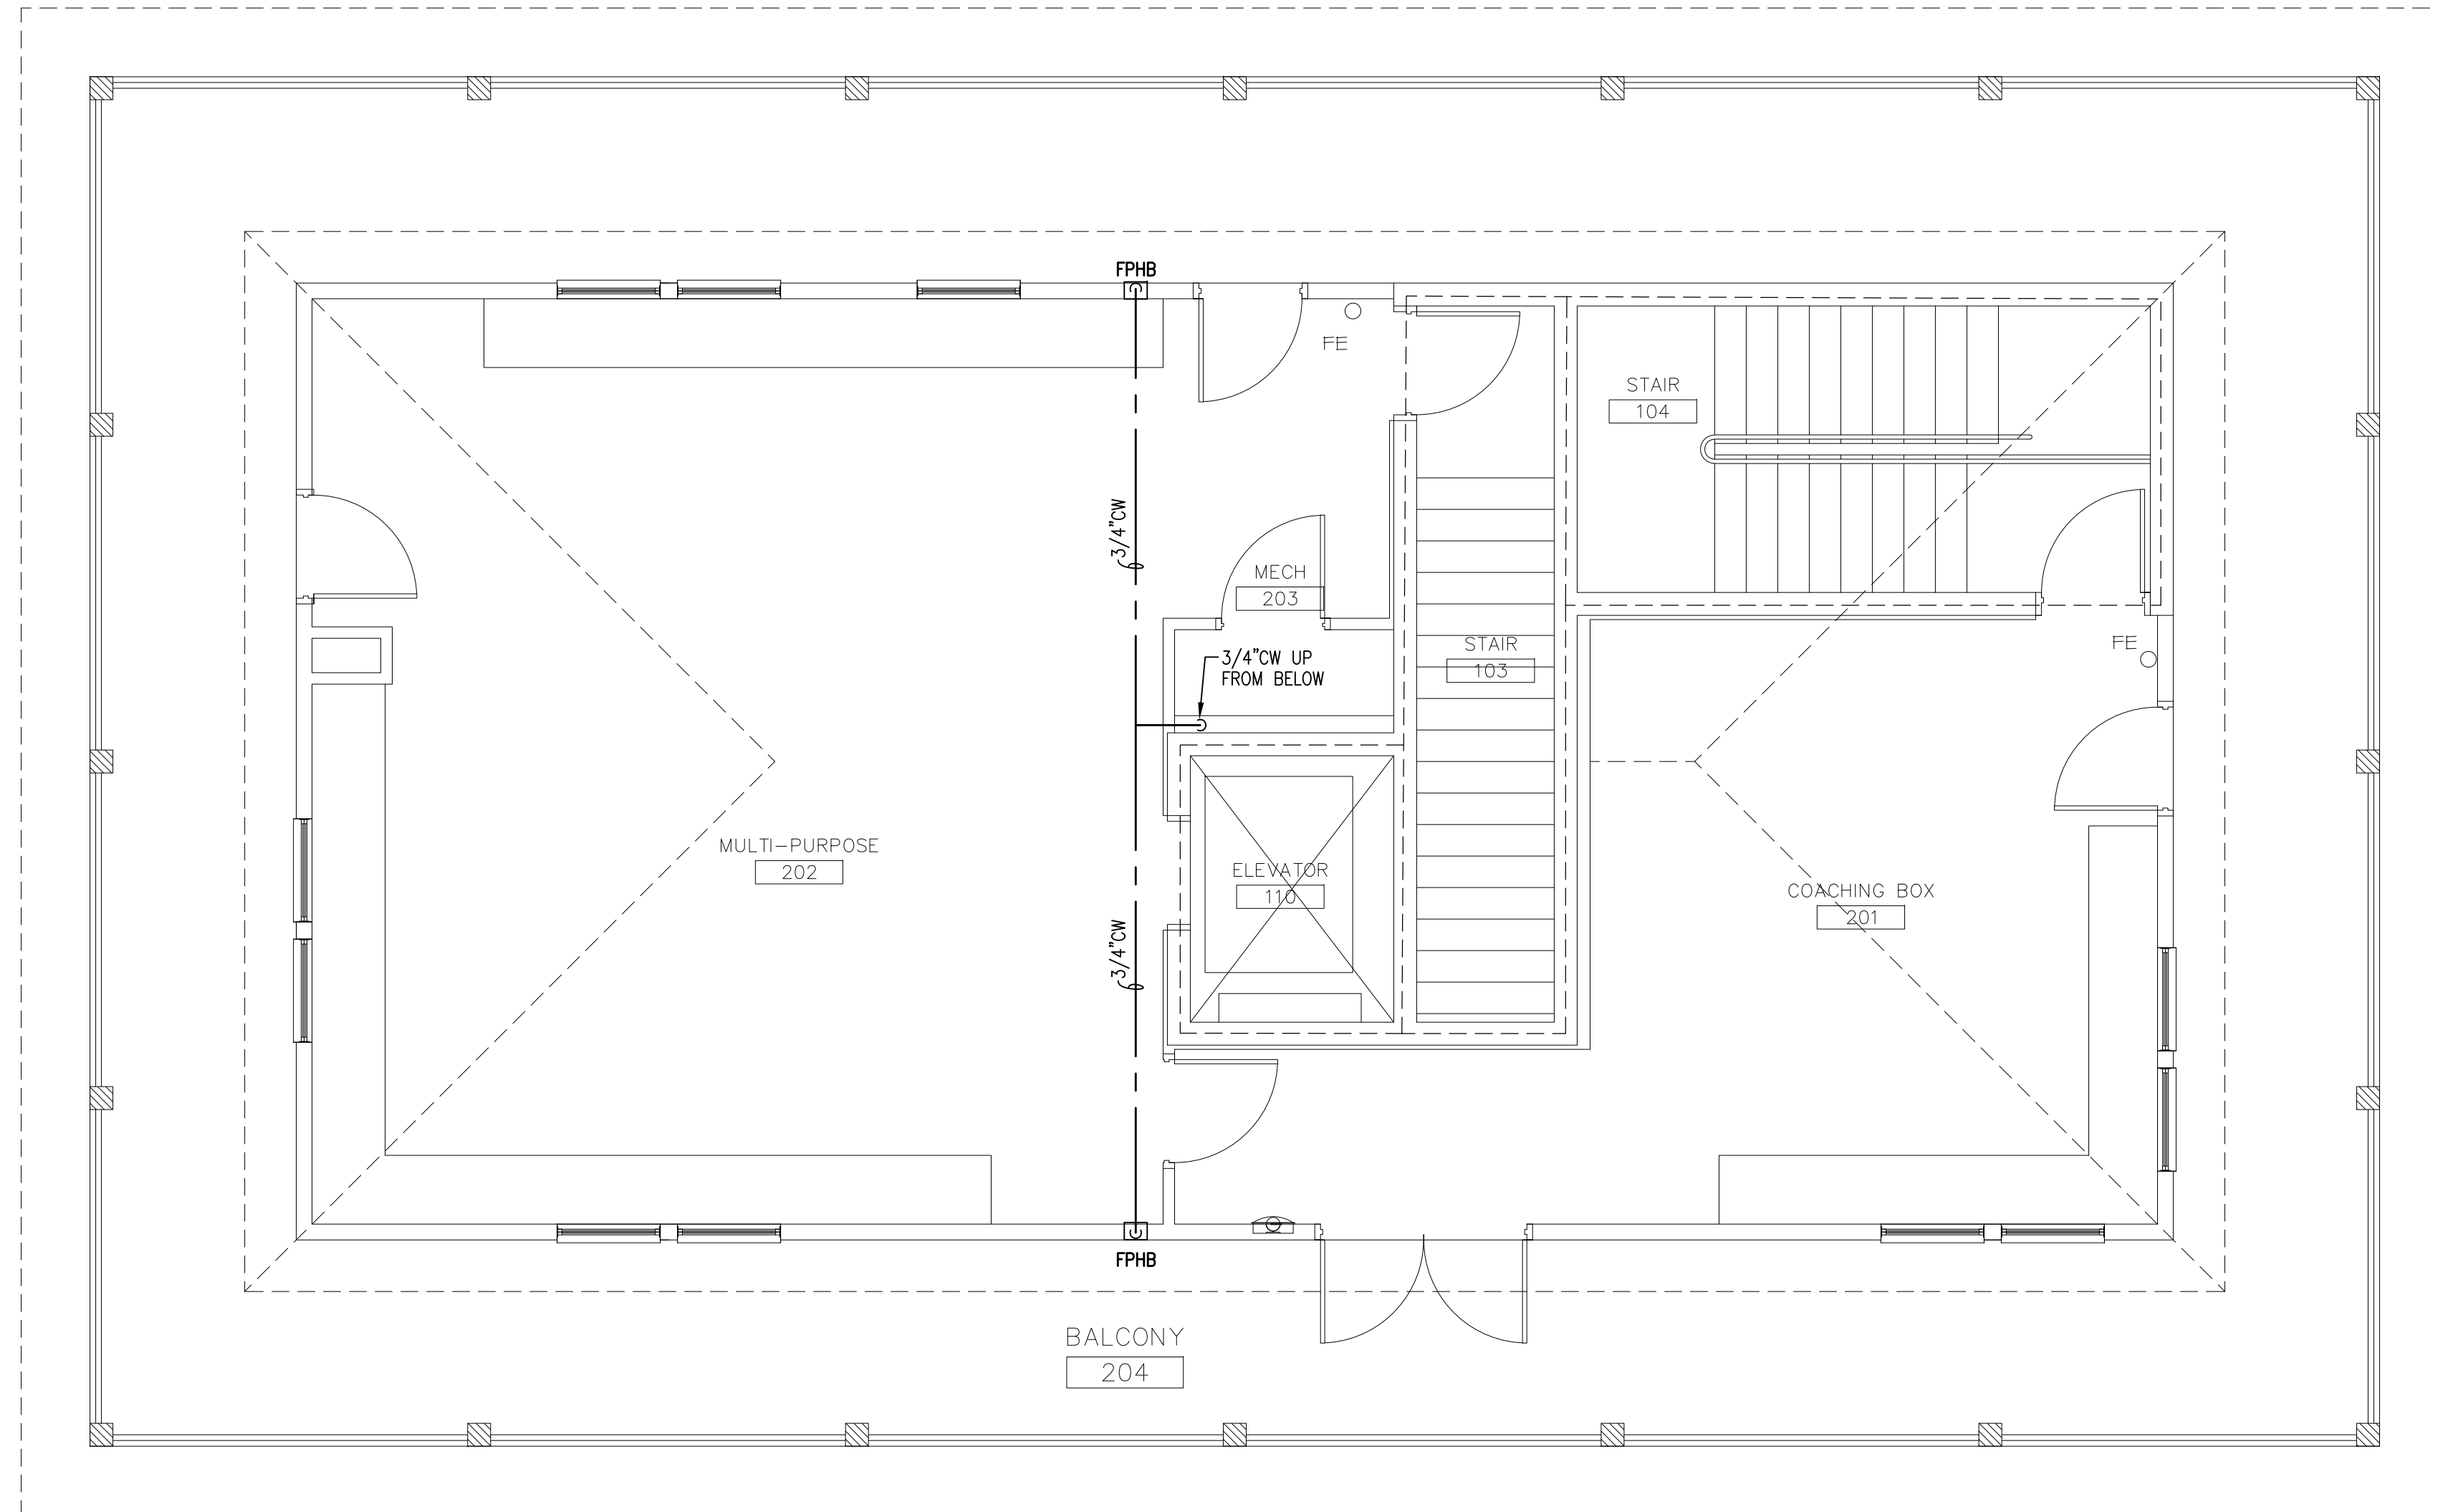 FPHB
FE
STAIR
104
3/4"CW
MECH
203
STAIR
103
FE
3/4"CW UP
FROM BELOW
MULTI-PURPOSE
202
ELEVATOR
110
COACHING BOX
201
3/4"CW
FPHB
BALCONY
204